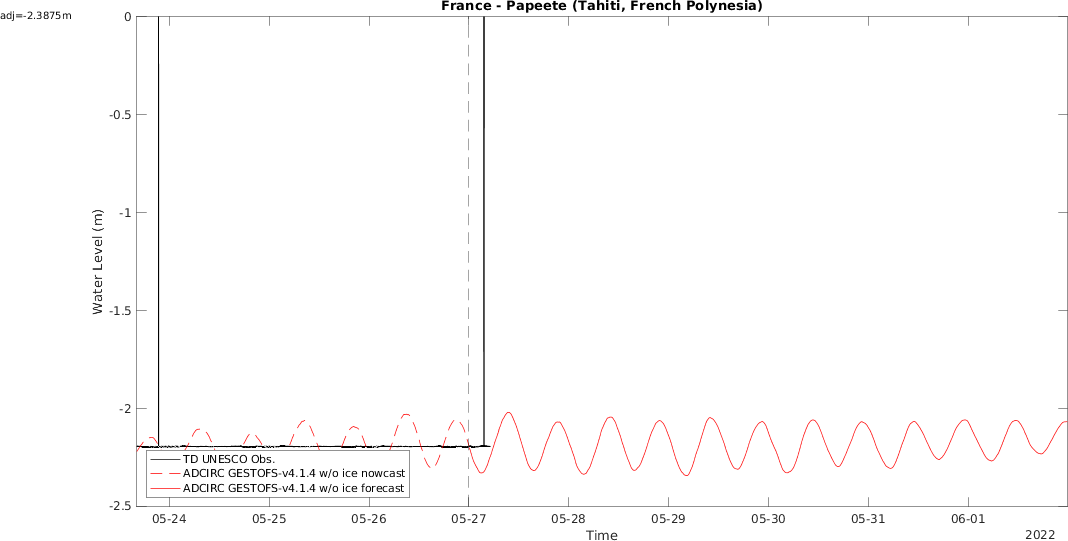 France - Papeete (Tahiti, French Polynesia)
adj=-2.3875m
0
-0.5
-1
-1.5
-2
-2.5
Water Level (m)
TD UNESCO Obs.
ADCIRC GESTOFS-v4.1.4 w/o ice nowcast
ADCIRC GESTOFS-v4.1.4 w/o ice forecast
05-24 05-25 05-26 05-27 05-28 05-29 05-30 05-31 06-01
Time
2022